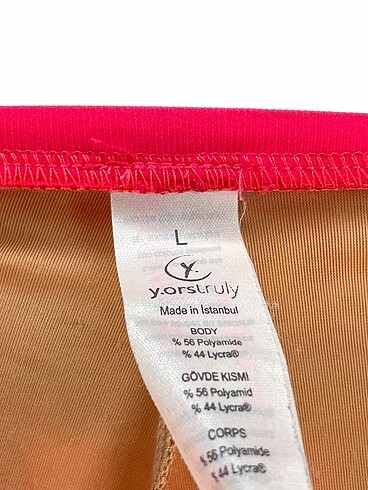 L
y.
y.orstruly
Made in Istanbul
BODY
% 56 Polyamide
% 44 Lycra®
GÖVDE KISMI
% 56 Polyamid
% 44 Lycra®
CORPS
% 56 Polyamide
% 44 Lycra®